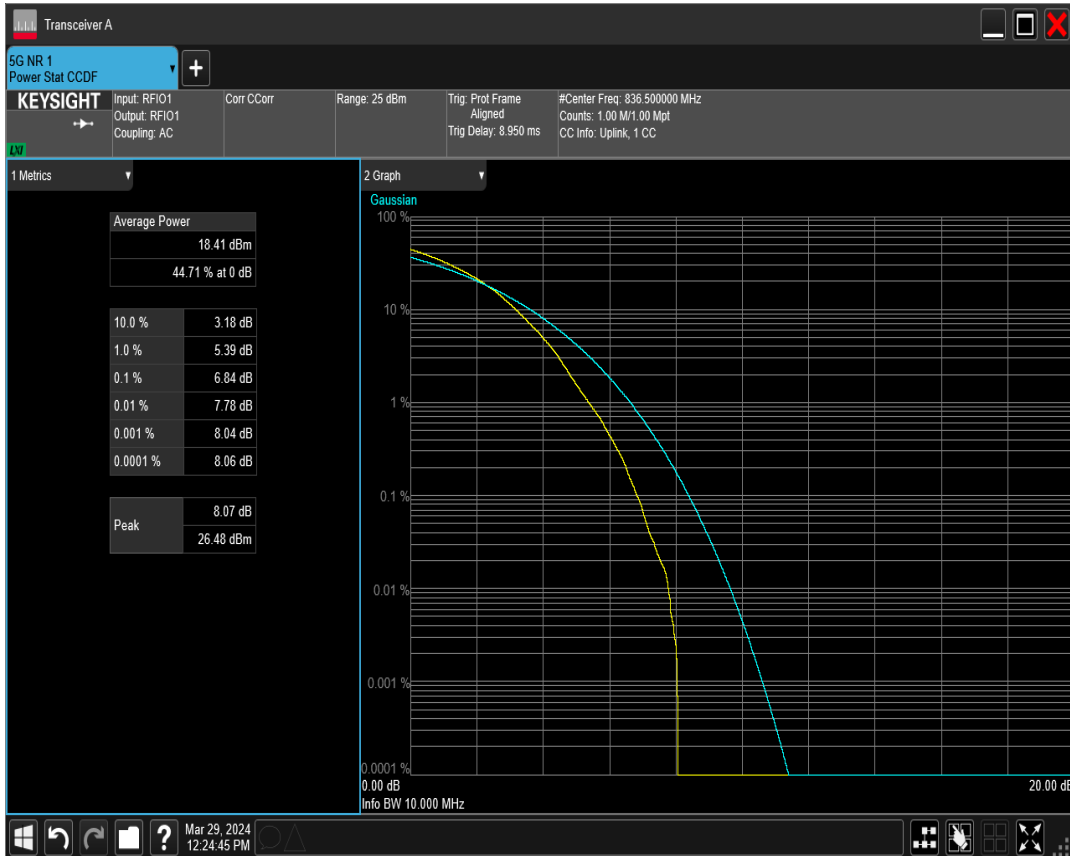 Transceiver A
5G NR 1
Power Stat CCDF
KEYSIGHT
LXI
Input: RFIO1
Output: RFIO1
Coupling: AC
Corr CCorr
Range: 25 dBm
Trig: Prot Frame
Aligned
Trig Delay: 8.950 ms
#Center Freq: 836.500000 MHz
Counts: 1.00 M/1.00 Mpt
CC Info: Uplink, 1 CC
1 Metrics
Average Power
18.41 dBm
44.71 % at 0 dB
10.0 % 3.18 dB
1.0 % 5.39 dB
0.1 % 6.84 dB
0.01 % 7.78 dB
0.001 % 8.04 dB
0.0001 % 8.06 dB
Peak 8.07 dB
26.48 dBm
2 Graph
Gaussian
100 %
10 %
1 %
0.1 %
0.01 %
0.001 %
0.0001 %
0.00 dB 20.00 dB
Info BW 10.000 MHz
?
Mar 29, 2024
12:24:45 PM